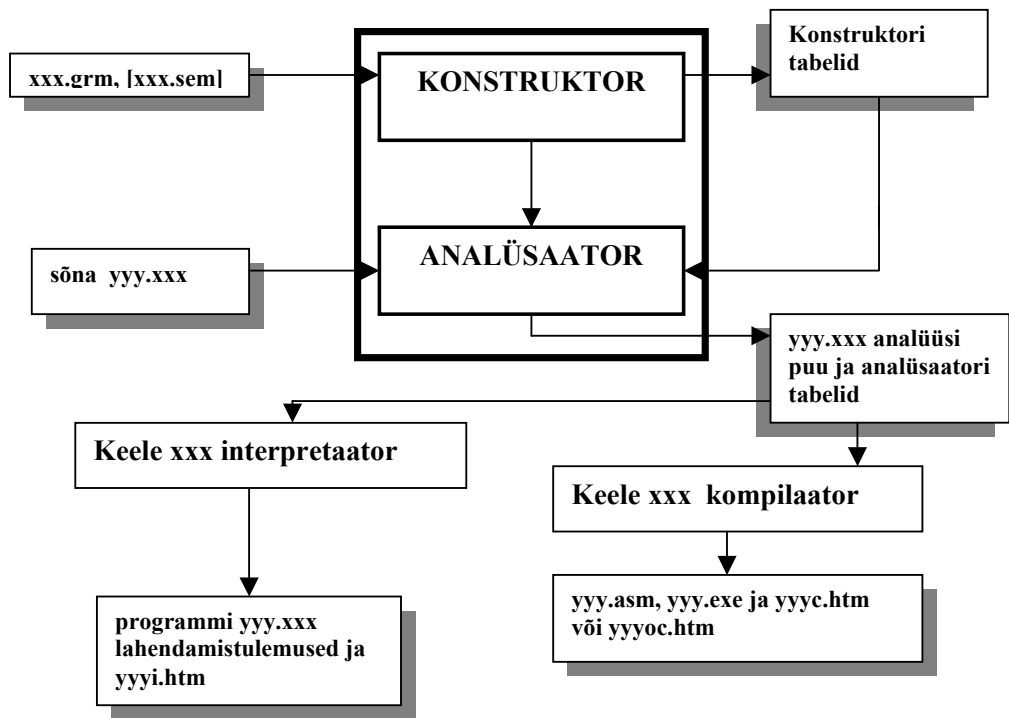 xxx.grm, [xxx.sem]
KONSTRUKTOR
Konstruktori
tabelid
sõna yyy.xxx
ANALÜSAATOR
yyy.xxx analüüsi
puu ja analüsaatori
tabelid
Keele xxx interpretaator
Keele xxx kompilaator
programmi yyy.xxx
lahendamistulemused ja
yyyi.htm
yyy.asm, yyy.exe ja yyyc.htm
või yyyoc.htm